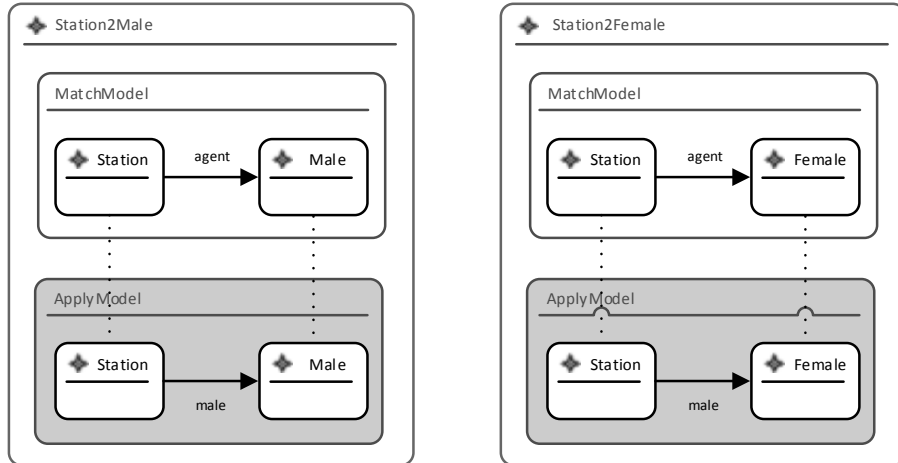 Station2Male
MatchModel
Station
agent
Male
ApplyModel
Station
male
Male
Station2Female
MatchModel
Station
agent
Female
ApplyModel
Station
male
Female